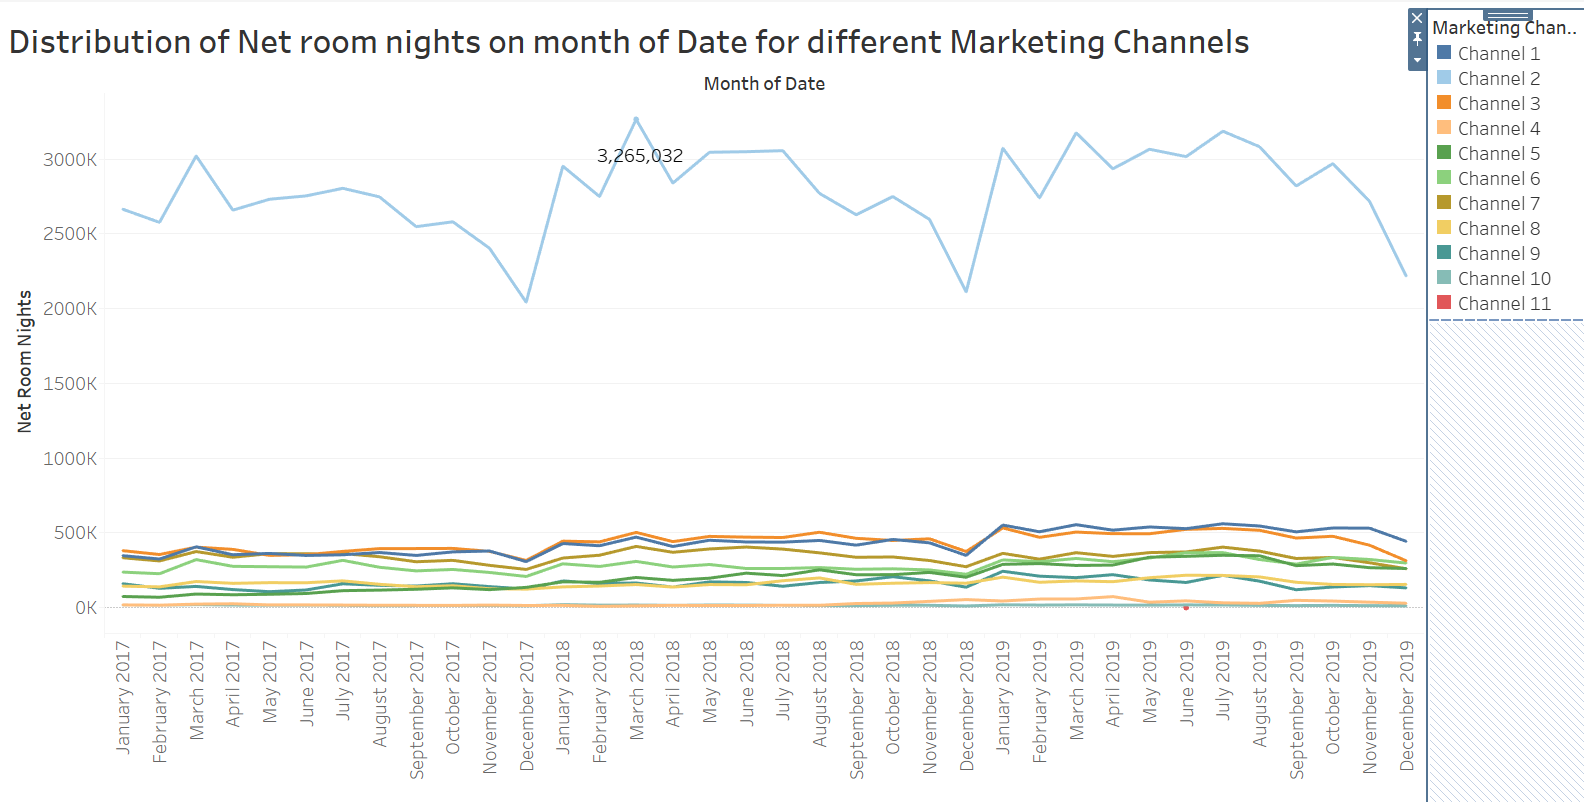 Distribution of Net room nights on month of Date for different Marketing Channels
Month of Date
Net Room Nights
3000K
2500K
2000K
1500K
1000K
500K
0K
3,265,032
January 2017
February 2017
March 2017
April 2017
May 2017
June 2017
July 2017
August 2017
September 2017
October 2017
November 2017
December 2017
January 2018
February 2018
March 2018
April 2018
May 2018
June 2018
July 2018
August 2018
September 2018
October 2018
November 2018
December 2018
January 2019
February 2019
March 2019
April 2019
May 2019
June 2019
July 2019
August 2019
September 2019
October 2019
November 2019
December 2019
Marketing Chan..
Channel 1
Channel 2
Channel 3
Channel 4
Channel 5
Channel 6
Channel 7
Channel 8
Channel 9
Channel 10
Channel 11